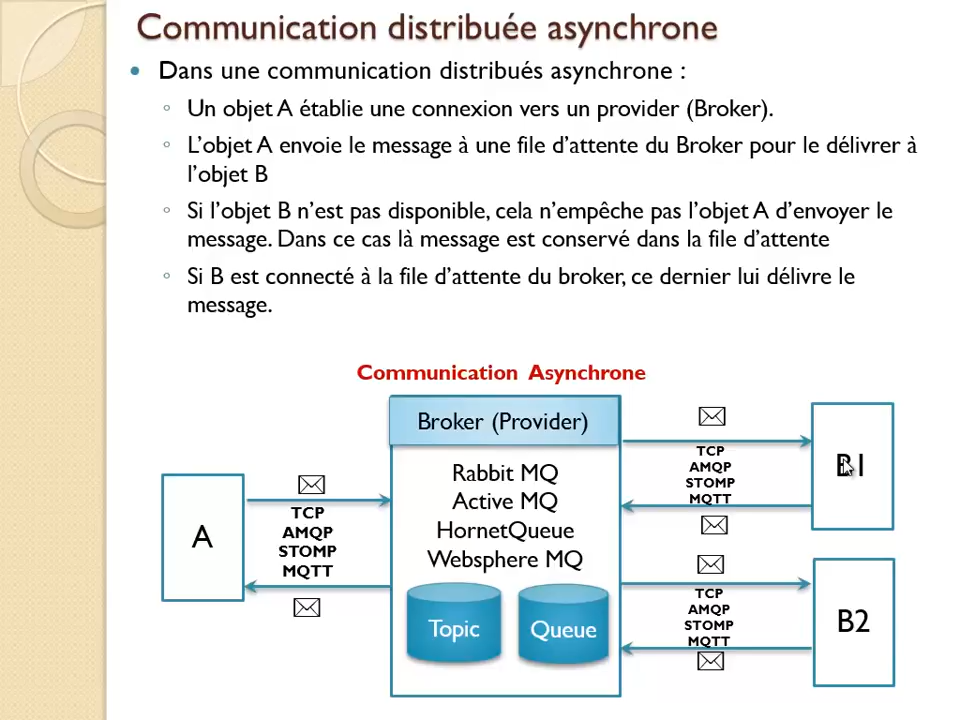 Communication distribuée asynchrone
Dans une communication distribués asynchrone :
Un objet A établie une connexion vers un provider (Broker).
L'objet A envoie le message à une file d'attente du Broker pour le délivrer à
l'objet B
Si l'objet B n'est pas disponible, cela n'empêche pas l'objet A d'envoyer le
message. Dans ce cas là message est conservé dans la file d'attente
Si B est connecté à la file d'attente du broker, ce dernier lui délivre le
message.
Communication Asynchrone
A
TCP
AMQP
STOMP
MQTT
Broker (Provider)
Rabbit MQ
Active MQ
HornetQueue
Websphere MQ
Topic
Queue
TCP
AMQP
STOMP
MQTT
B1
TCP
AMQP
STOMP
MQTT
B2